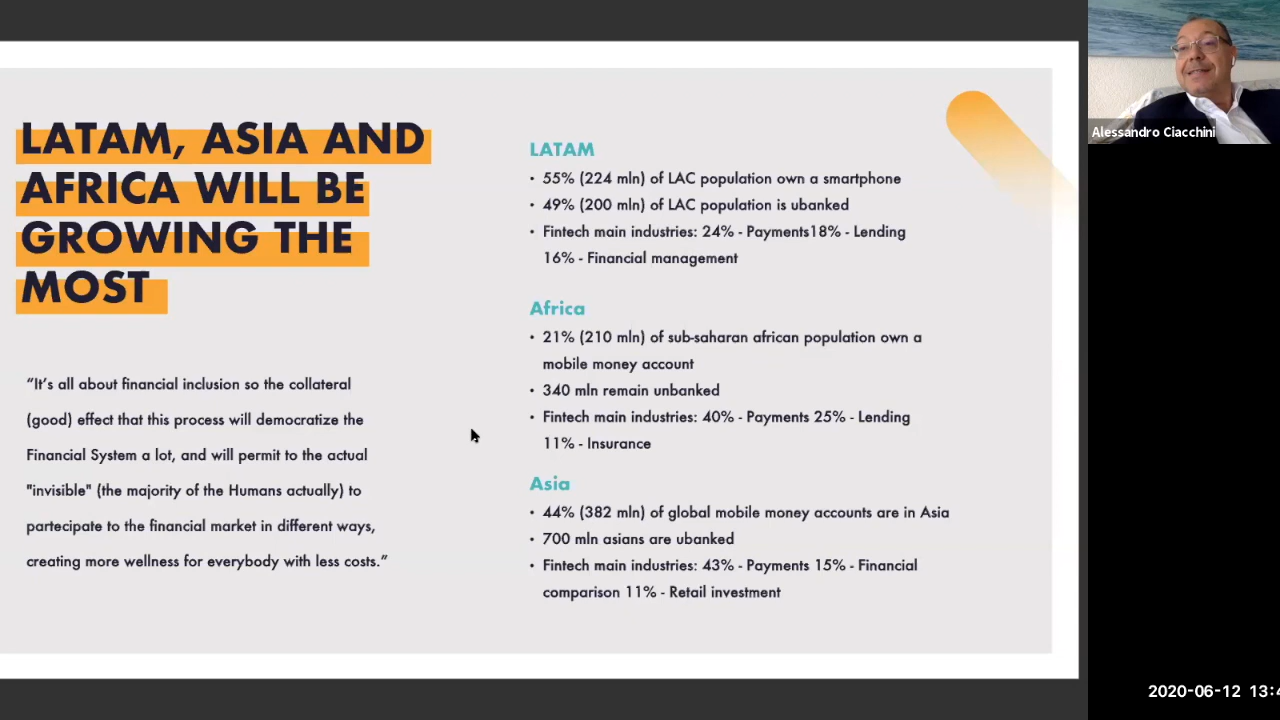 LATAM, ASIA AND
AFRICA WILL BE
GROWING THE
MOST
“It’s all about financial inclusion so the collateral
(good) effect that this process will democratize the
Financial System a lot, and will permit to the actual
"invisible" (the majority of the Humans actually) to
partecipate to the financial market in different ways,
creating more wellness for everybody with less costs.”
LATAM
• 55% (224 mln) of LAC population own a smartphone
• 49% (200 mln) of LAC population is ubanked
• Fintech main industries: 24% - Payments18% - Lending
16% - Financial management
Africa
• 21% (210 mln) of sub-saharan african population own a
mobile money account
• 340 mln remain unbanked
• Fintech main industries: 40% - Payments 25% - Lending
11% - Insurance
Asia
• 44% (382 mln) of global mobile money accounts are in Asia
• 700 mln asians are ubanked
• Fintech main industries: 43% - Payments 15% - Financial
comparison 11% - Retail investment
Alessandro Ciacchini
2020-06-12 13:4